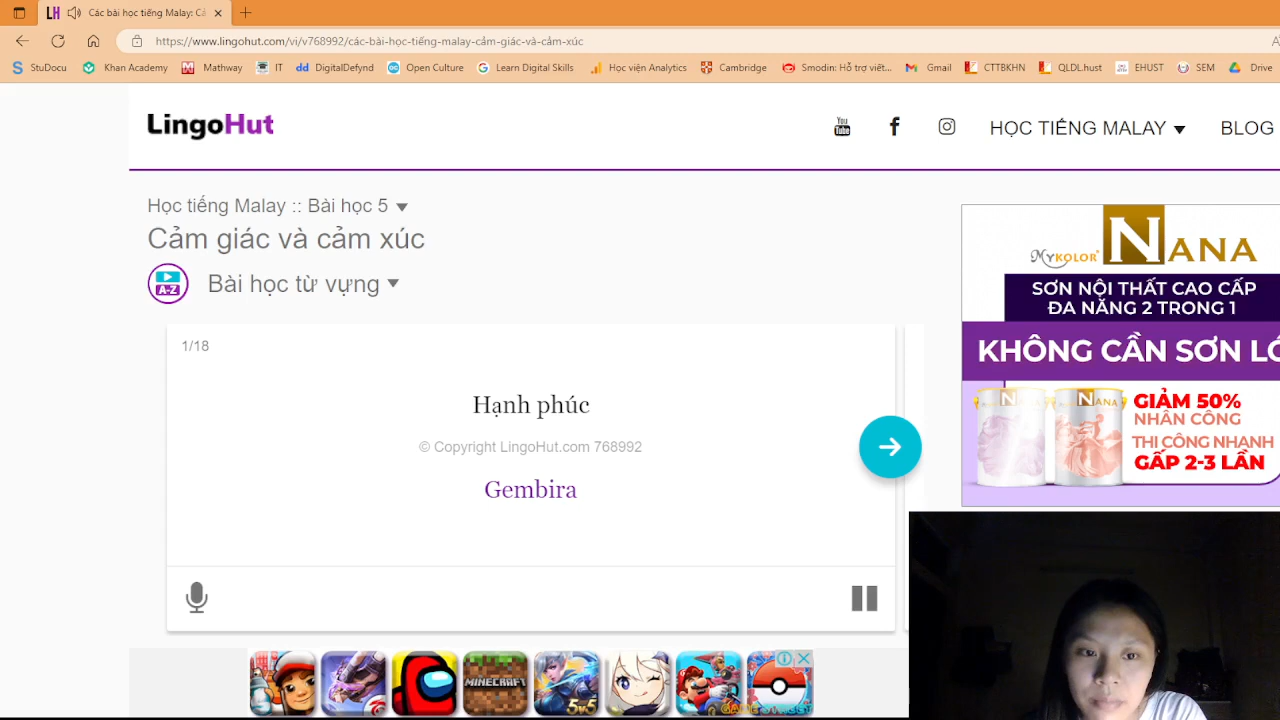 Các bài học tiếng Malay: Cả
https://www.lingohut.com/vi/v768992/các-bài-học-tiếng-malay-cảm-giác-và-cảm-xúc
StuDocu
Khan Academy
Mathway
IT
DigitalDefynd
Open Culture
Learn Digital Skills
Học viện Analytics
Cambridge
Smodin: Hỗ trợ viết...
Gmail
CTTBKHN
QLDL.hust
EHUST
SEM
Drive
LingoHut
You Tube
HỌC TIẾNG MALAY
BLOG
Học tiếng Malay :: Bài học 5
Cảm giác và cảm xúc
A-Z
Bài học từ vựng
1/18
Hạnh phúc
© Copyright LingoHut.com 768992
Gembira
MYKOLOR NANA
SƠN NỘI THẤT CAO CẤP
ĐA NĂNG 2 TRONG 1
KHÔNG CẦN SƠN LÓ
GIẢM 50%
NHÂN CÔNG
THI CÔNG NHANH
GẤP 2-3 LẦN
MINECRAFT
5v5
GAME STREET